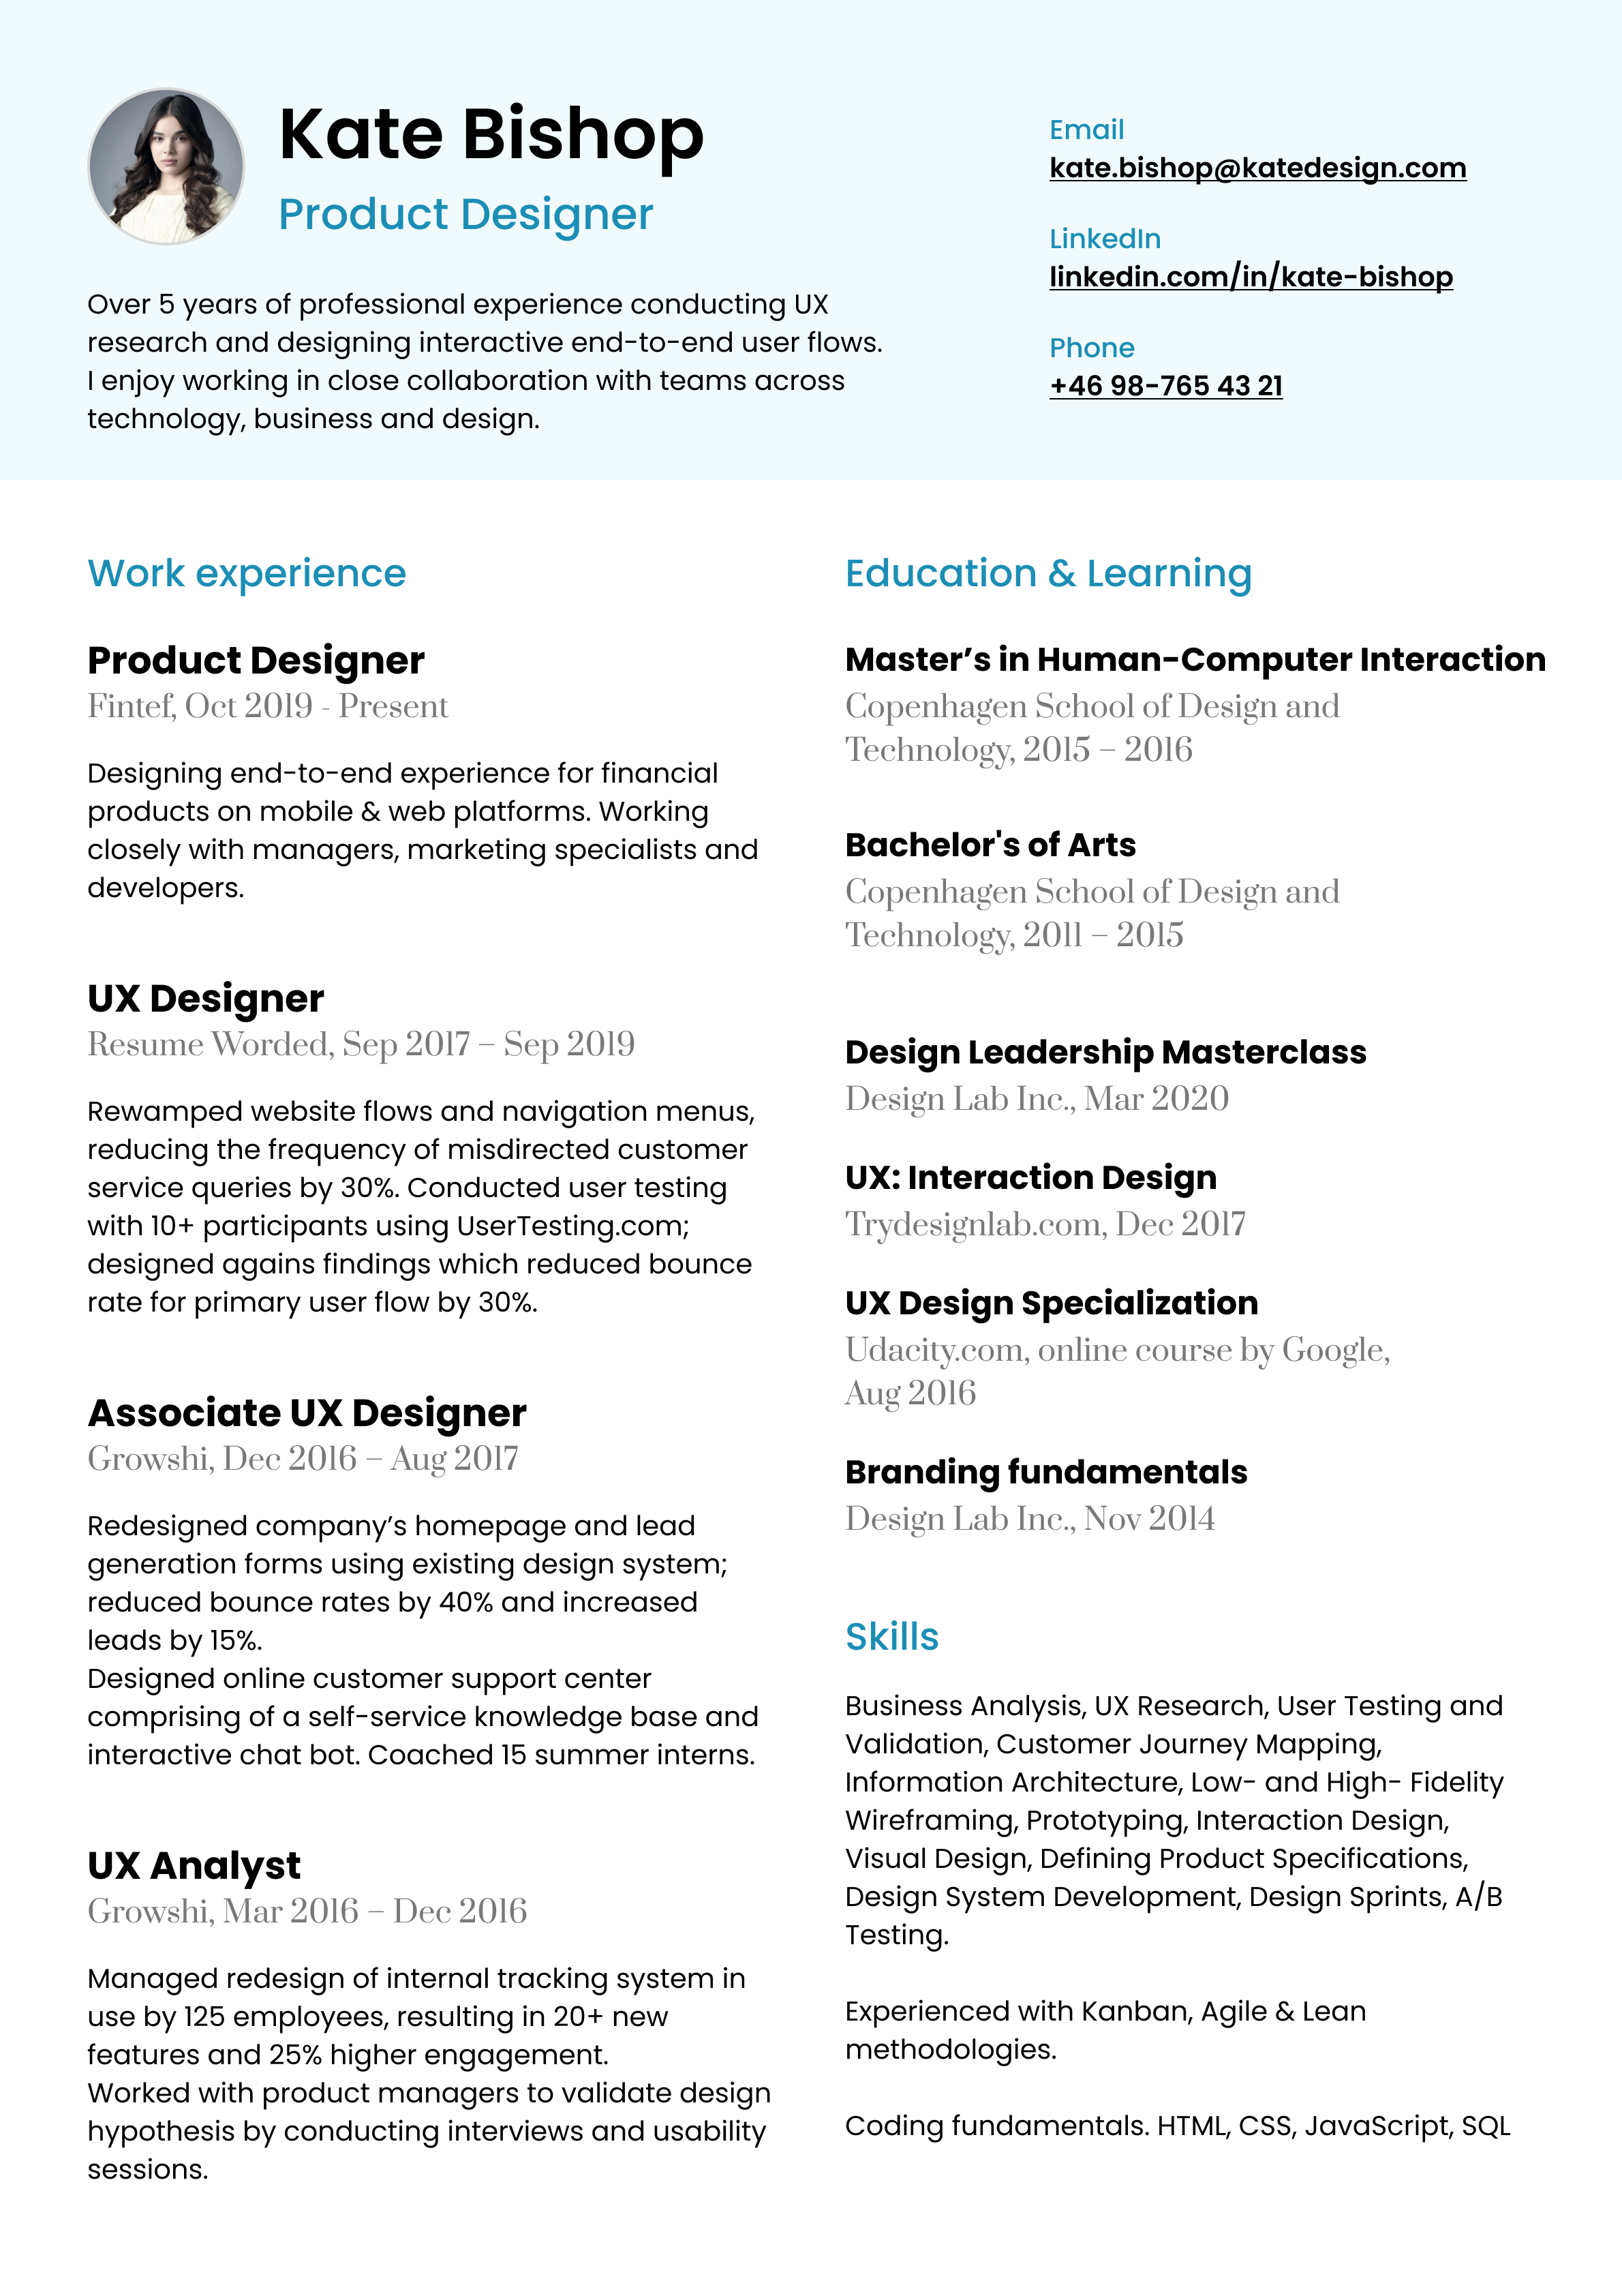 Kate Bishop
Product Designer
Over 5 years of professional experience conducting UX
research and designing interactive end-to-end user flows.
I enjoy working in close collaboration with teams across
technology, business and design.
Email
kate.bishop@katedesign.com
LinkedIn
linkedin.com/in/kate-bishop
Phone
+46 98-765 43 21
Work experience
Product Designer
Fintef, Oct 2019 - Present
Designing end-to-end experience for financial
products on mobile & web platforms. Working
closely with managers, marketing specialists and
developers.
UX Designer
Resume Worded, Sep 2017 – Sep 2019
Rewamped website flows and navigation menus,
reducing the frequency of misdirected customer
service queries by 30%. Conducted user testing
with 10+ participants using UserTesting.com;
designed agains findings which reduced bounce
rate for primary user flow by 30%.
Associate UX Designer
Growshi, Dec 2016 – Aug 2017
Redesigned company’s homepage and lead
generation forms using existing design system;
reduced bounce rates by 40% and increased
leads by 15%.
Designed online customer support center
comprising of a self-service knowledge base and
interactive chat bot. Coached 15 summer interns.
UX Analyst
Growshi, Mar 2016 – Dec 2016
Managed redesign of internal tracking system in
use by 125 employees, resulting in 20+ new
features and 25% higher engagement.
Worked with product managers to validate design
hypothesis by conducting interviews and usability
sessions.
Education & Learning
Master’s in Human-Computer Interaction
Copenhagen School of Design and
Technology, 2015 – 2016
Bachelor's of Arts
Copenhagen School of Design and
Technology, 2011 – 2015
Design Leadership Masterclass
Design Lab Inc., Mar 2020
UX: Interaction Design
Trydesignlab.com, Dec 2017
UX Design Specialization
Udacity.com, online course by Google,
Aug 2016
Branding fundamentals
Design Lab Inc., Nov 2014
Skills
Business Analysis, UX Research, User Testing and
Validation, Customer Journey Mapping,
Information Architecture, Low- and High- Fidelity
Wireframing, Prototyping, Interaction Design,
Visual Design, Defining Product Specifications,
Design System Development, Design Sprints, A/B
Testing.
Experienced with Kanban, Agile & Lean
methodologies.
Coding fundamentals. HTML, CSS, JavaScript, SQL